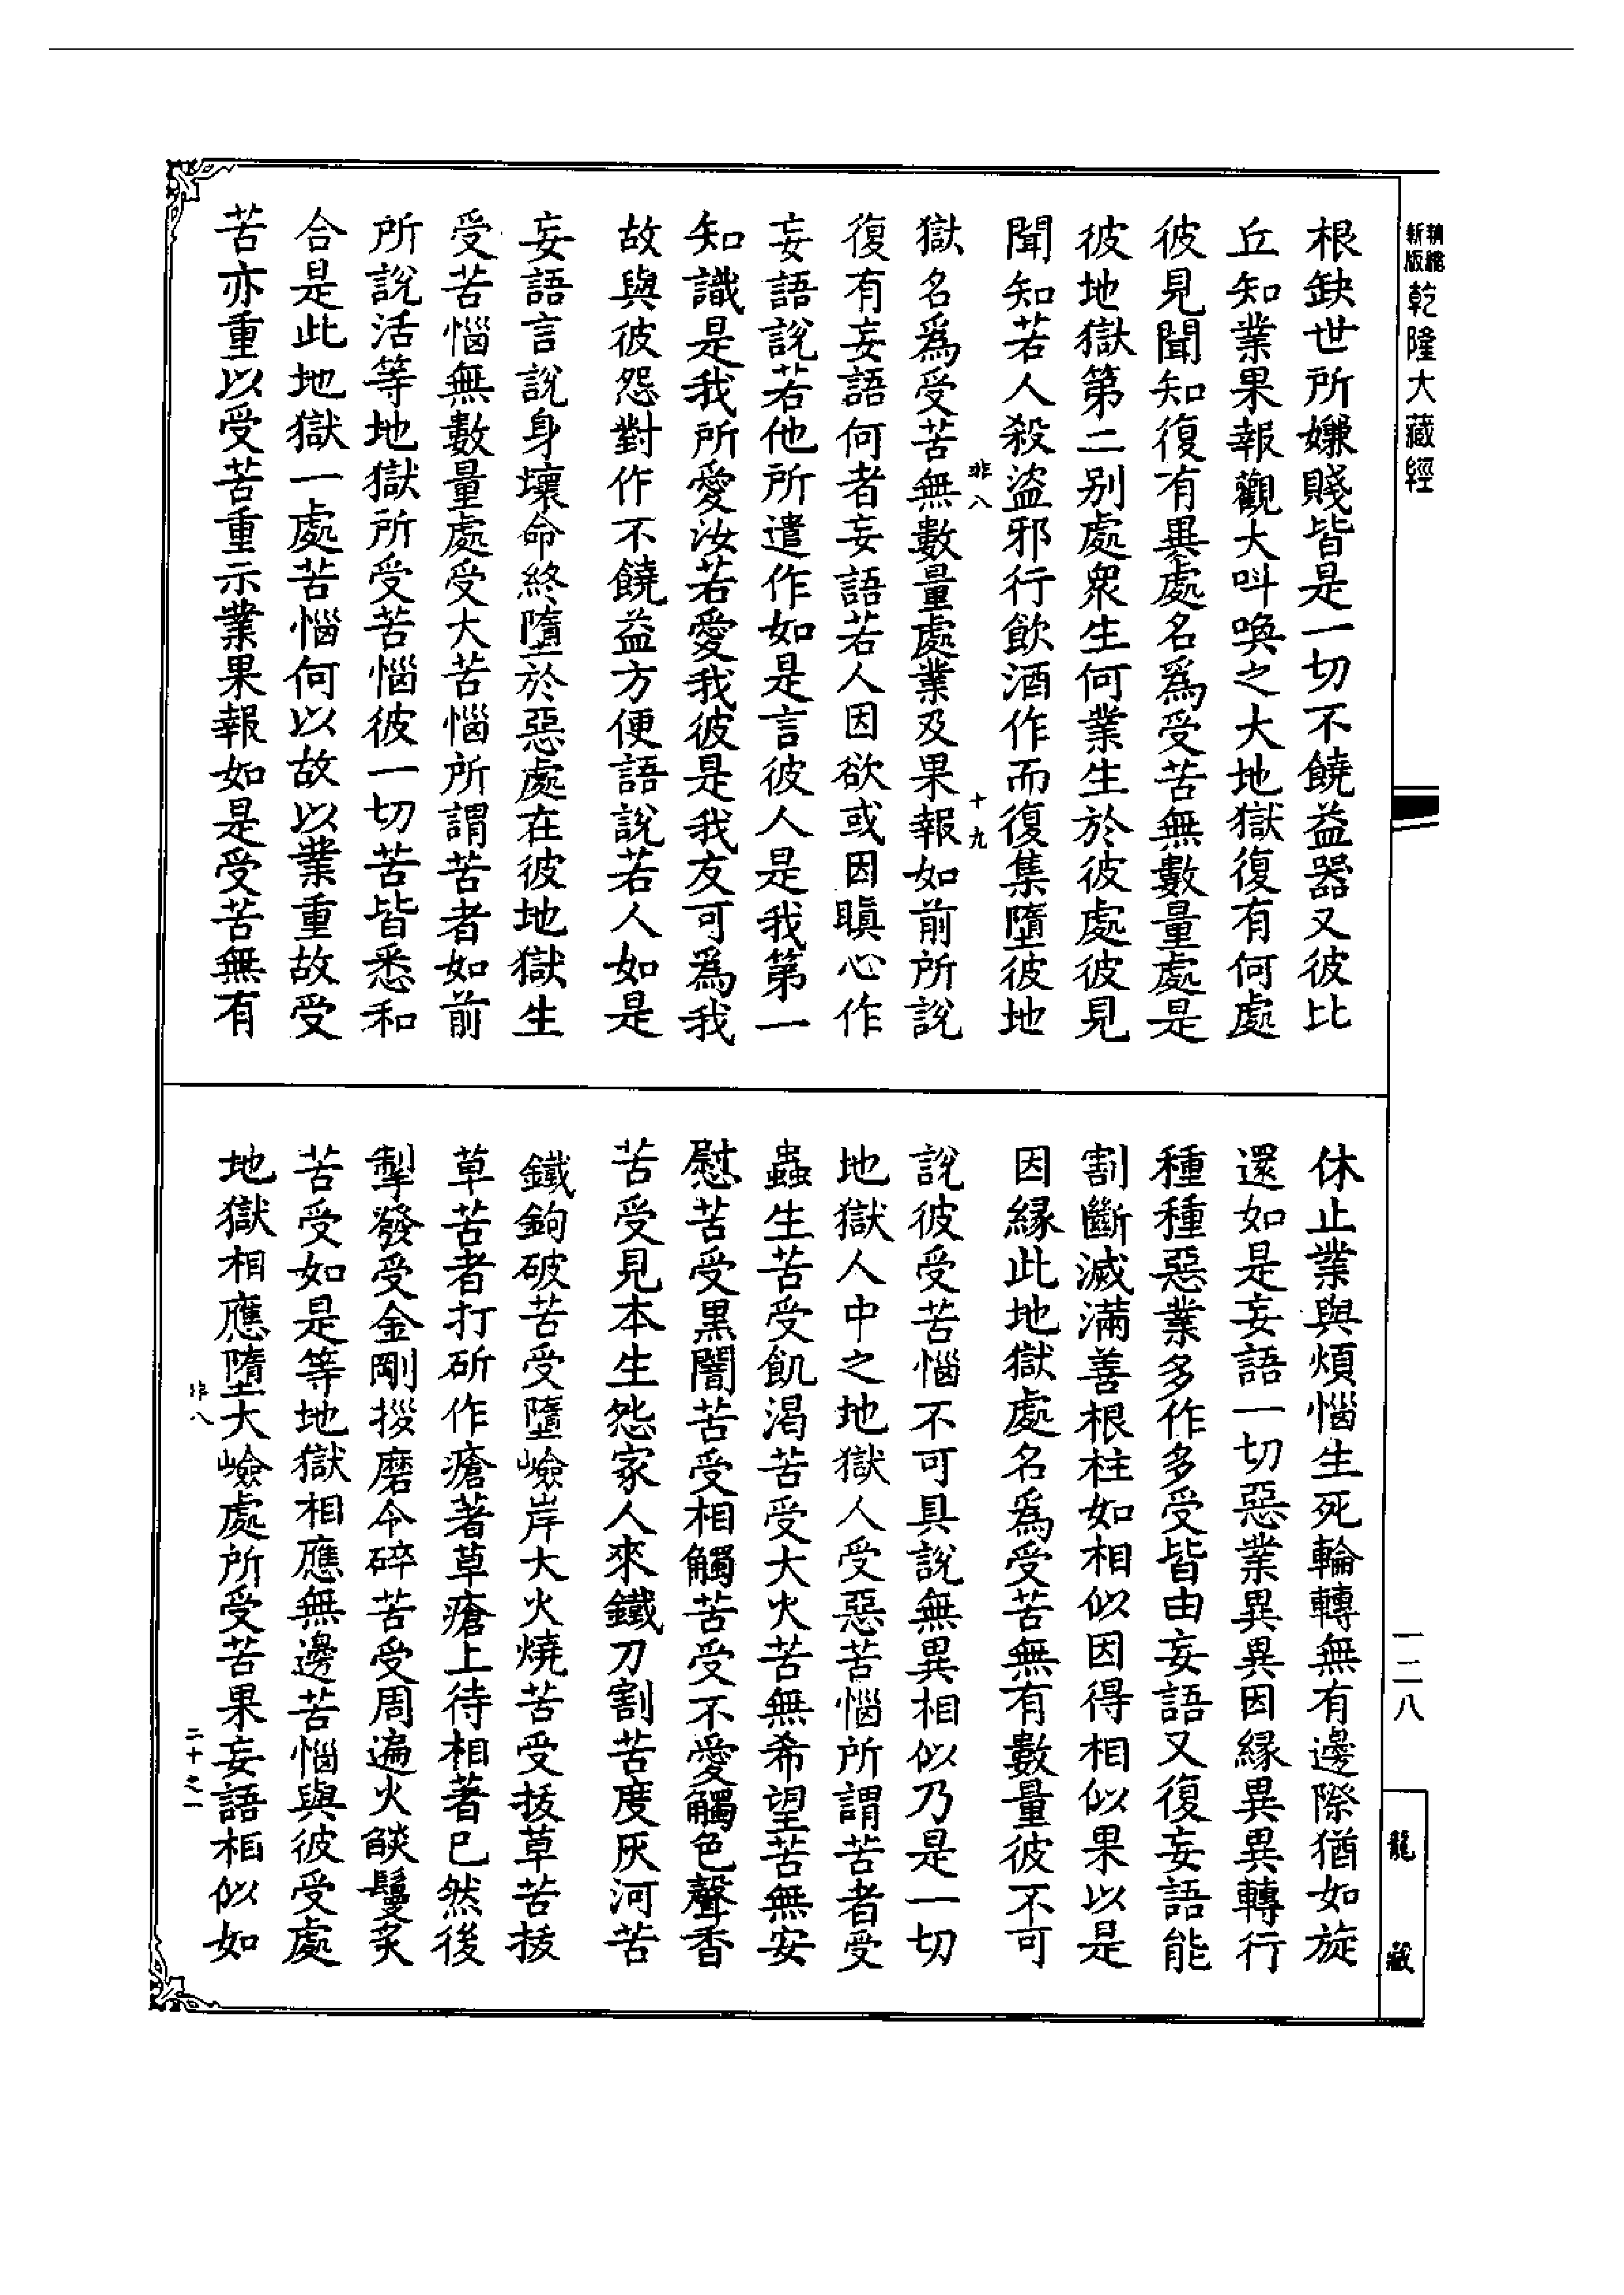 新版
精縮
乾隆大藏經
根缺世所嫌賤皆是一切不饒益器又彼比
丘知業果報觀大叫喚之大地獄復有何處
彼見聞知復有異處名爲受苦無數量處是
彼地獄第二別處衆生何業生於彼處彼見
聞知若人殺盜邪行飲酒作而復集墮彼地
非八
十九
獄名爲受苦無數量處業及果報如前所說
復有妄語何者妄語若人因欲或因瞋心作
妄語說若他所遣作如是言彼人是我第一
知識是我所愛汝若愛我彼是我友可爲我
故與彼怨對作不饒益方便語說若人如是
妄語言說身壞命終墮於惡處在彼地獄生
受苦惱無數量處受大苦惱所謂苦者如前
所說活等地獄所受苦惱彼一切苦皆悉和
合是此地獄一處苦惱何以故以業重故受
苦亦重以受苦重示業果報如是受苦無有
休止業與煩惱生死輪轉無有邊際猶如旋
還如是妄語一切惡業異異因緣異異轉行
種種惡業多作多受皆由妄語又復妄語能
割斷滅滿善根柱如相似因得相似果以是
因緣此地獄處名爲受苦無有數量彼不可
說彼受苦惱不可具說無異相似乃是一切
地獄人中之地獄人受惡苦惱所謂苦者受
蟲生苦受飢渴苦受大火苦無希望苦無安
慰苦受黑闇苦受相觸苦受不愛觸色聲香
苦受見本生怨家人來鐵刀割苦度灰河苦
鐵鉤破苦受墮嶮岸大火燒苦受拔草苦拔
草苦者打斫作瘡著草瘡上待相著已然後
掣發受金剛拶磨令碎苦受周遍火燄鬘炙
苦受如是等地獄相應無邊苦惱與彼受處
地獄相應墮大嶮處所受苦果妄語相似如
非八
二十之一
一二八
龍藏